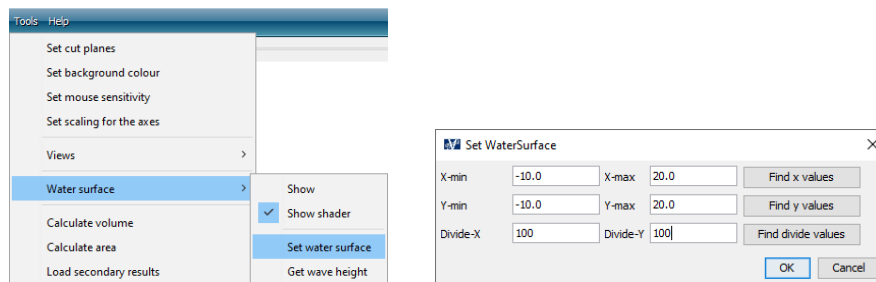 Tools Help
Set cut planes
Set background colour
Set mouse sensitivity
Set scaling for the axes
Views
Water surface
Calculate volume
Calculate area
Load secondary results
Show
Show shader
Set water surface
Get wave height
Set WaterSurface
X-min -10.0 X-max 20.0 Find x values
Y-min -10.0 Y-max 20.0 Find y values
Divide-X 100 Divide-Y 100 Find divide values
OK Cancel